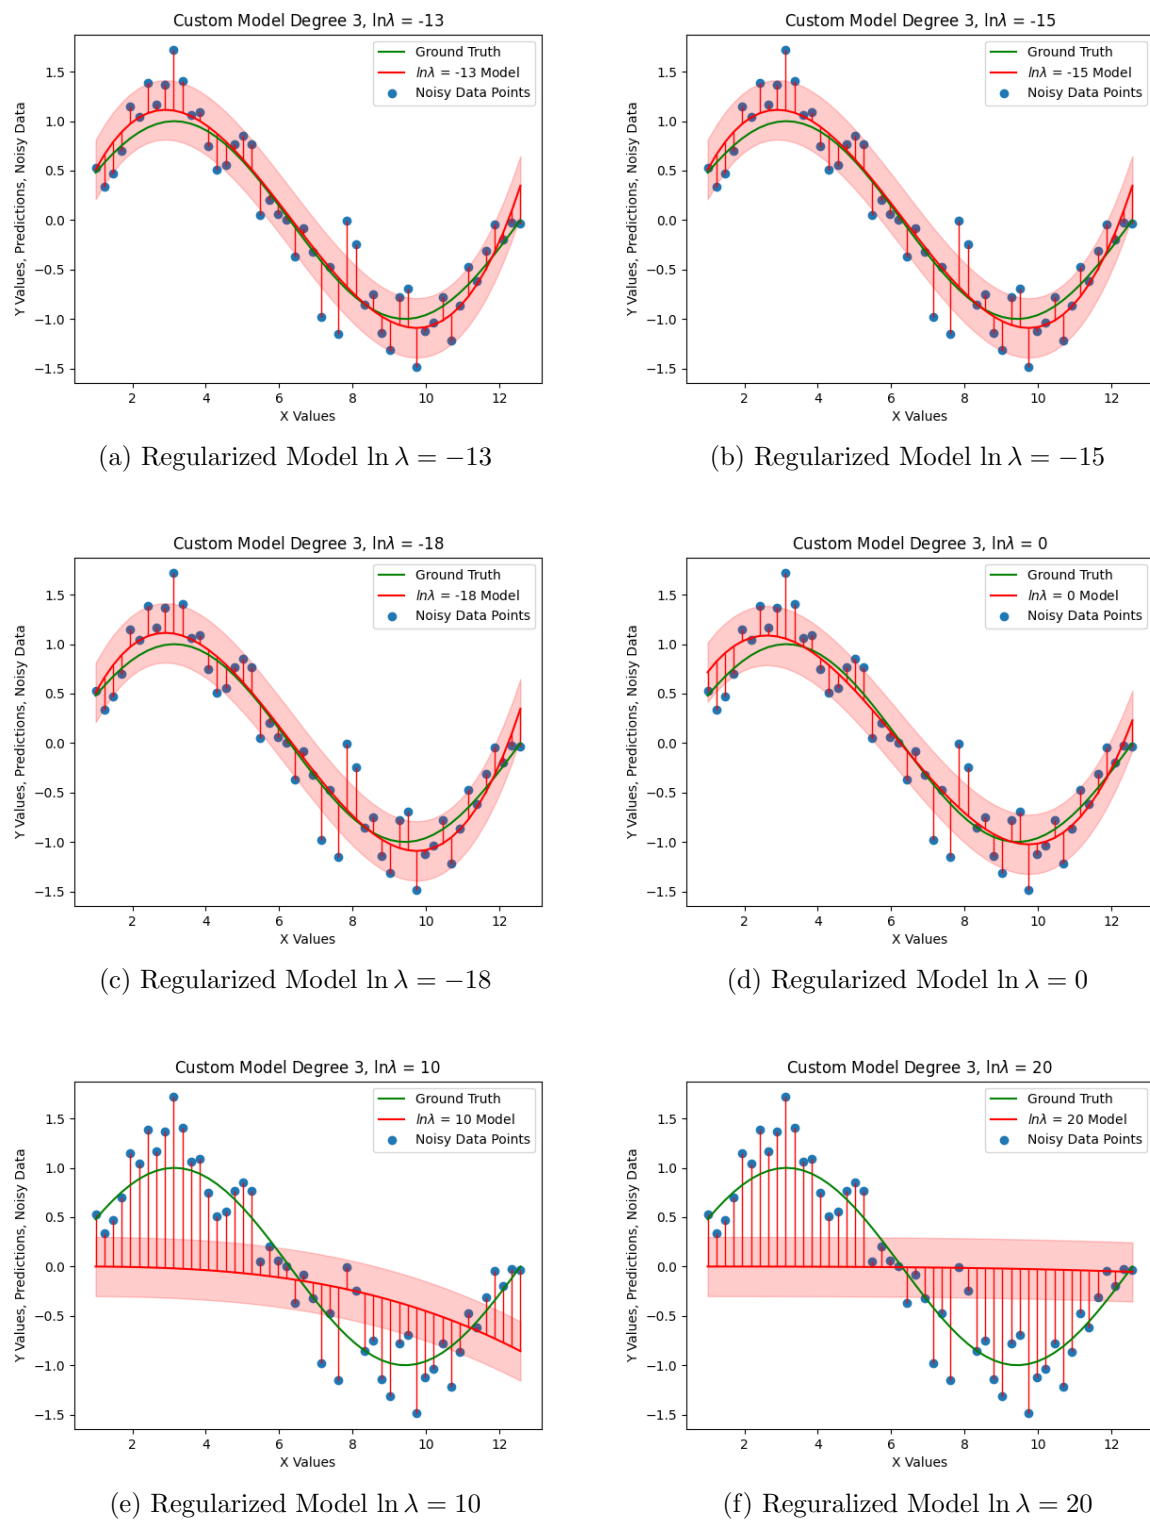 Custom Model Degree 3, lnλ = -13
Ground Truth
lnλ = -13 Model
Noisy Data Points
Y Values, Predictions, Noisy Data
1.5
1.0
0.5
0.0
−0.5
−1.0
−1.5
2 4 6 8 10 12
X Values
(a) Regularized Model ln λ = −13
Custom Model Degree 3, lnλ = -15
Ground Truth
lnλ = -15 Model
Noisy Data Points
Y Values, Predictions, Noisy Data
1.5
1.0
0.5
0.0
−0.5
−1.0
−1.5
2 4 6 8 10 12
X Values
(b) Regularized Model ln λ = −15
Custom Model Degree 3, lnλ = -18
Ground Truth
lnλ = -18 Model
Noisy Data Points
Y Values, Predictions, Noisy Data
1.5
1.0
0.5
0.0
−0.5
−1.0
−1.5
2 4 6 8 10 12
X Values
(c) Regularized Model ln λ = −18
Custom Model Degree 3, lnλ = 0
Ground Truth
lnλ = 0 Model
Noisy Data Points
Y Values, Predictions, Noisy Data
1.5
1.0
0.5
0.0
−0.5
−1.0
−1.5
2 4 6 8 10 12
X Values
(d) Regularized Model ln λ = 0
Custom Model Degree 3, lnλ = 10
Ground Truth
lnλ = 10 Model
Noisy Data Points
Y Values, Predictions, Noisy Data
1.5
1.0
0.5
0.0
−0.5
−1.0
−1.5
2 4 6 8 10 12
X Values
(e) Regularized Model ln λ = 10
Custom Model Degree 3, lnλ = 20
Ground Truth
lnλ = 20 Model
Noisy Data Points
Y Values, Predictions, Noisy Data
1.5
1.0
0.5
0.0
−0.5
−1.0
−1.5
2 4 6 8 10 12
X Values
(f) Reguralized Model ln λ = 20